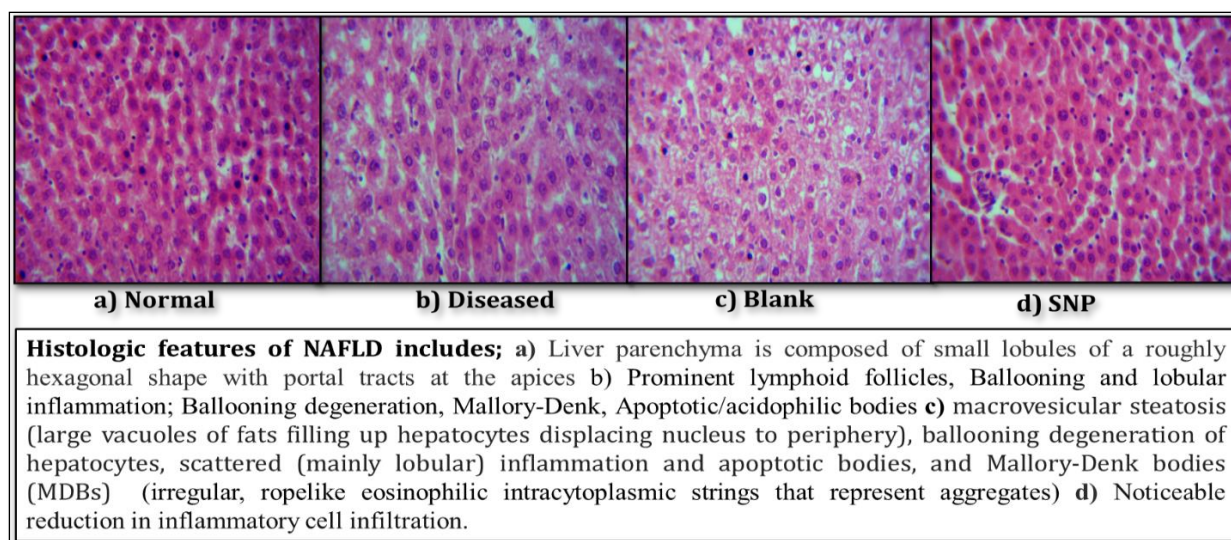 a) Normal
b) Diseased
c) Blank
d) SNP
Histologic features of NAFLD includes; a) Liver parenchyma is composed of small lobules of a roughly
hexagonal shape with portal tracts at the apices b) Prominent lymphoid follicles, Ballooning and lobular
inflammation; Ballooning degeneration, Mallory-Denk, Apoptotic/acidophilic bodies c) macrovesicular steatosis
(large vacuoles of fats filling up hepatocytes displacing nucleus to periphery), ballooning degeneration of
hepatocytes, scattered (mainly lobular) inflammation and apoptotic bodies, and Mallory-Denk bodies
(MDBs) (irregular, ropelike eosinophilic intracytoplasmic strings that represent aggregates) d) Noticeable
reduction in inflammatory cell infiltration.